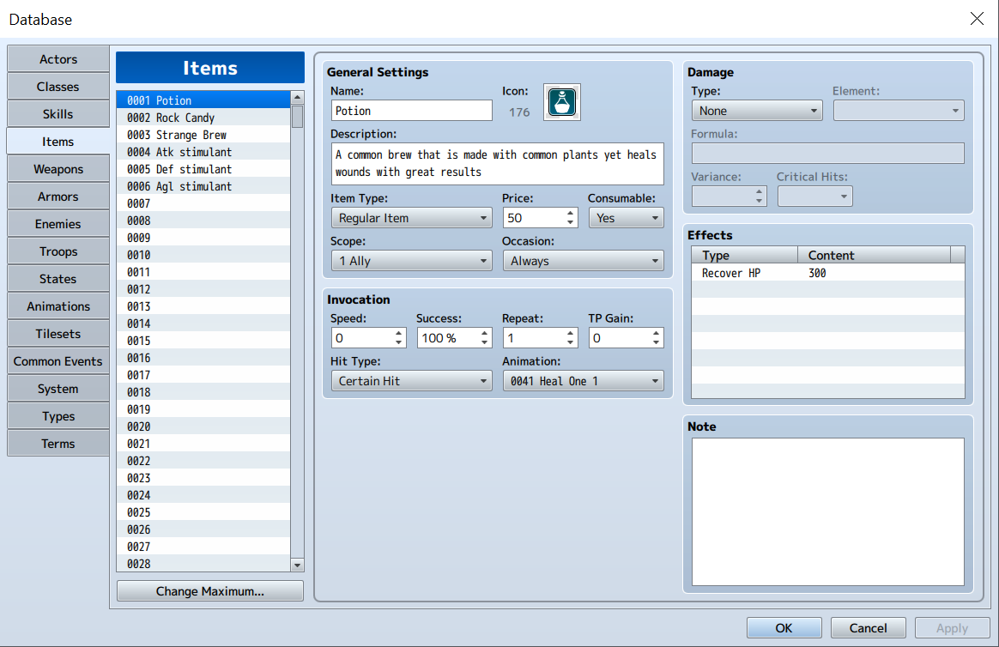 Database
Actors
Classes
Skills
Items
Weapons
Armors
Enemies
Troops
States
Animations
Tilesets
Common Events
System
Types
Terms
Items
0001 Potion
0002 Rock Candy
0003 Strange Brew
0004 Atk stimulant
0005 Def stimulant
0006 Agl stimulant
0007
0008
0009
0010
0011
0012
0013
0014
0015
0016
0017
0018
0019
0020
0021
0022
0023
0024
0025
0026
0027
0028
Change Maximum...
General Settings
Name: Icon:
Potion 176
Description:
A common brew that is made with common plants yet heals
wounds with great results
Item Type: Price: Consumable:
Regular Item 50 Yes
Scope: Occasion:
1 Ally Always
Invocation
Speed: Success: Repeat: TP Gain:
0 100 % 1 0
Hit Type: Animation:
Certain Hit 0041 Heal One 1
Damage
Type: Element:
None
Formula:
Variance: Critical Hits:
Effects
Type Content
Recover HP 300
Note
OK Cancel Apply